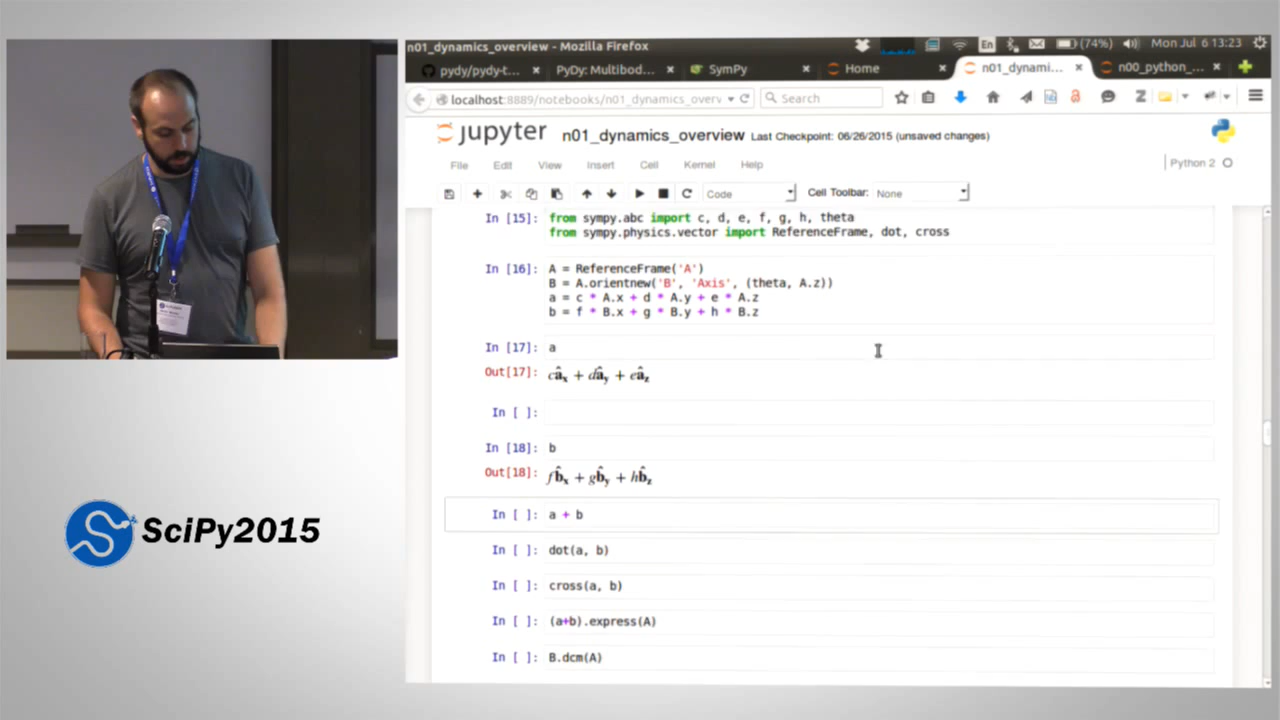 n01_dynamics_overview - Mozilla Firefox
En
(74%)
Mon Jul 6 13:23
pydy/pydy-t...
PyDy: Multibod...
SymPy
Home
n01_dynami...
n00_python_...
localhost:8889/notebooks/n01_dynamics_overv
Search
jupyter n01_dynamics_overview Last Checkpoint: 06/26/2015 (unsaved changes)
File Edit View Insert Cell Kernel Help
Python 2
Code
Cell Toolbar: None
In [15]: from sympy.abc import c, d, e, f, g, h, theta
from sympy.physics.vector import ReferenceFrame, dot, cross
In [16]: A = ReferenceFrame('A')
B = A.orientnew('B', 'Axis', (theta, A.z))
a = c * A.x + d * A.y + e * A.z
b = f * B.x + g * B.y + h * B.z
In [17]: a
Out[17]: câₓ + dâᵧ + eâ_z
In [ ]:
In [18]: b
Out[18]: fb̂ₓ + gb̂ᵧ + hb̂_z
In [ ]: a + b
In [ ]: dot(a, b)
In [ ]: cross(a, b)
In [ ]: (a+b).express(A)
In [ ]: B.dcm(A)
SciPy2015